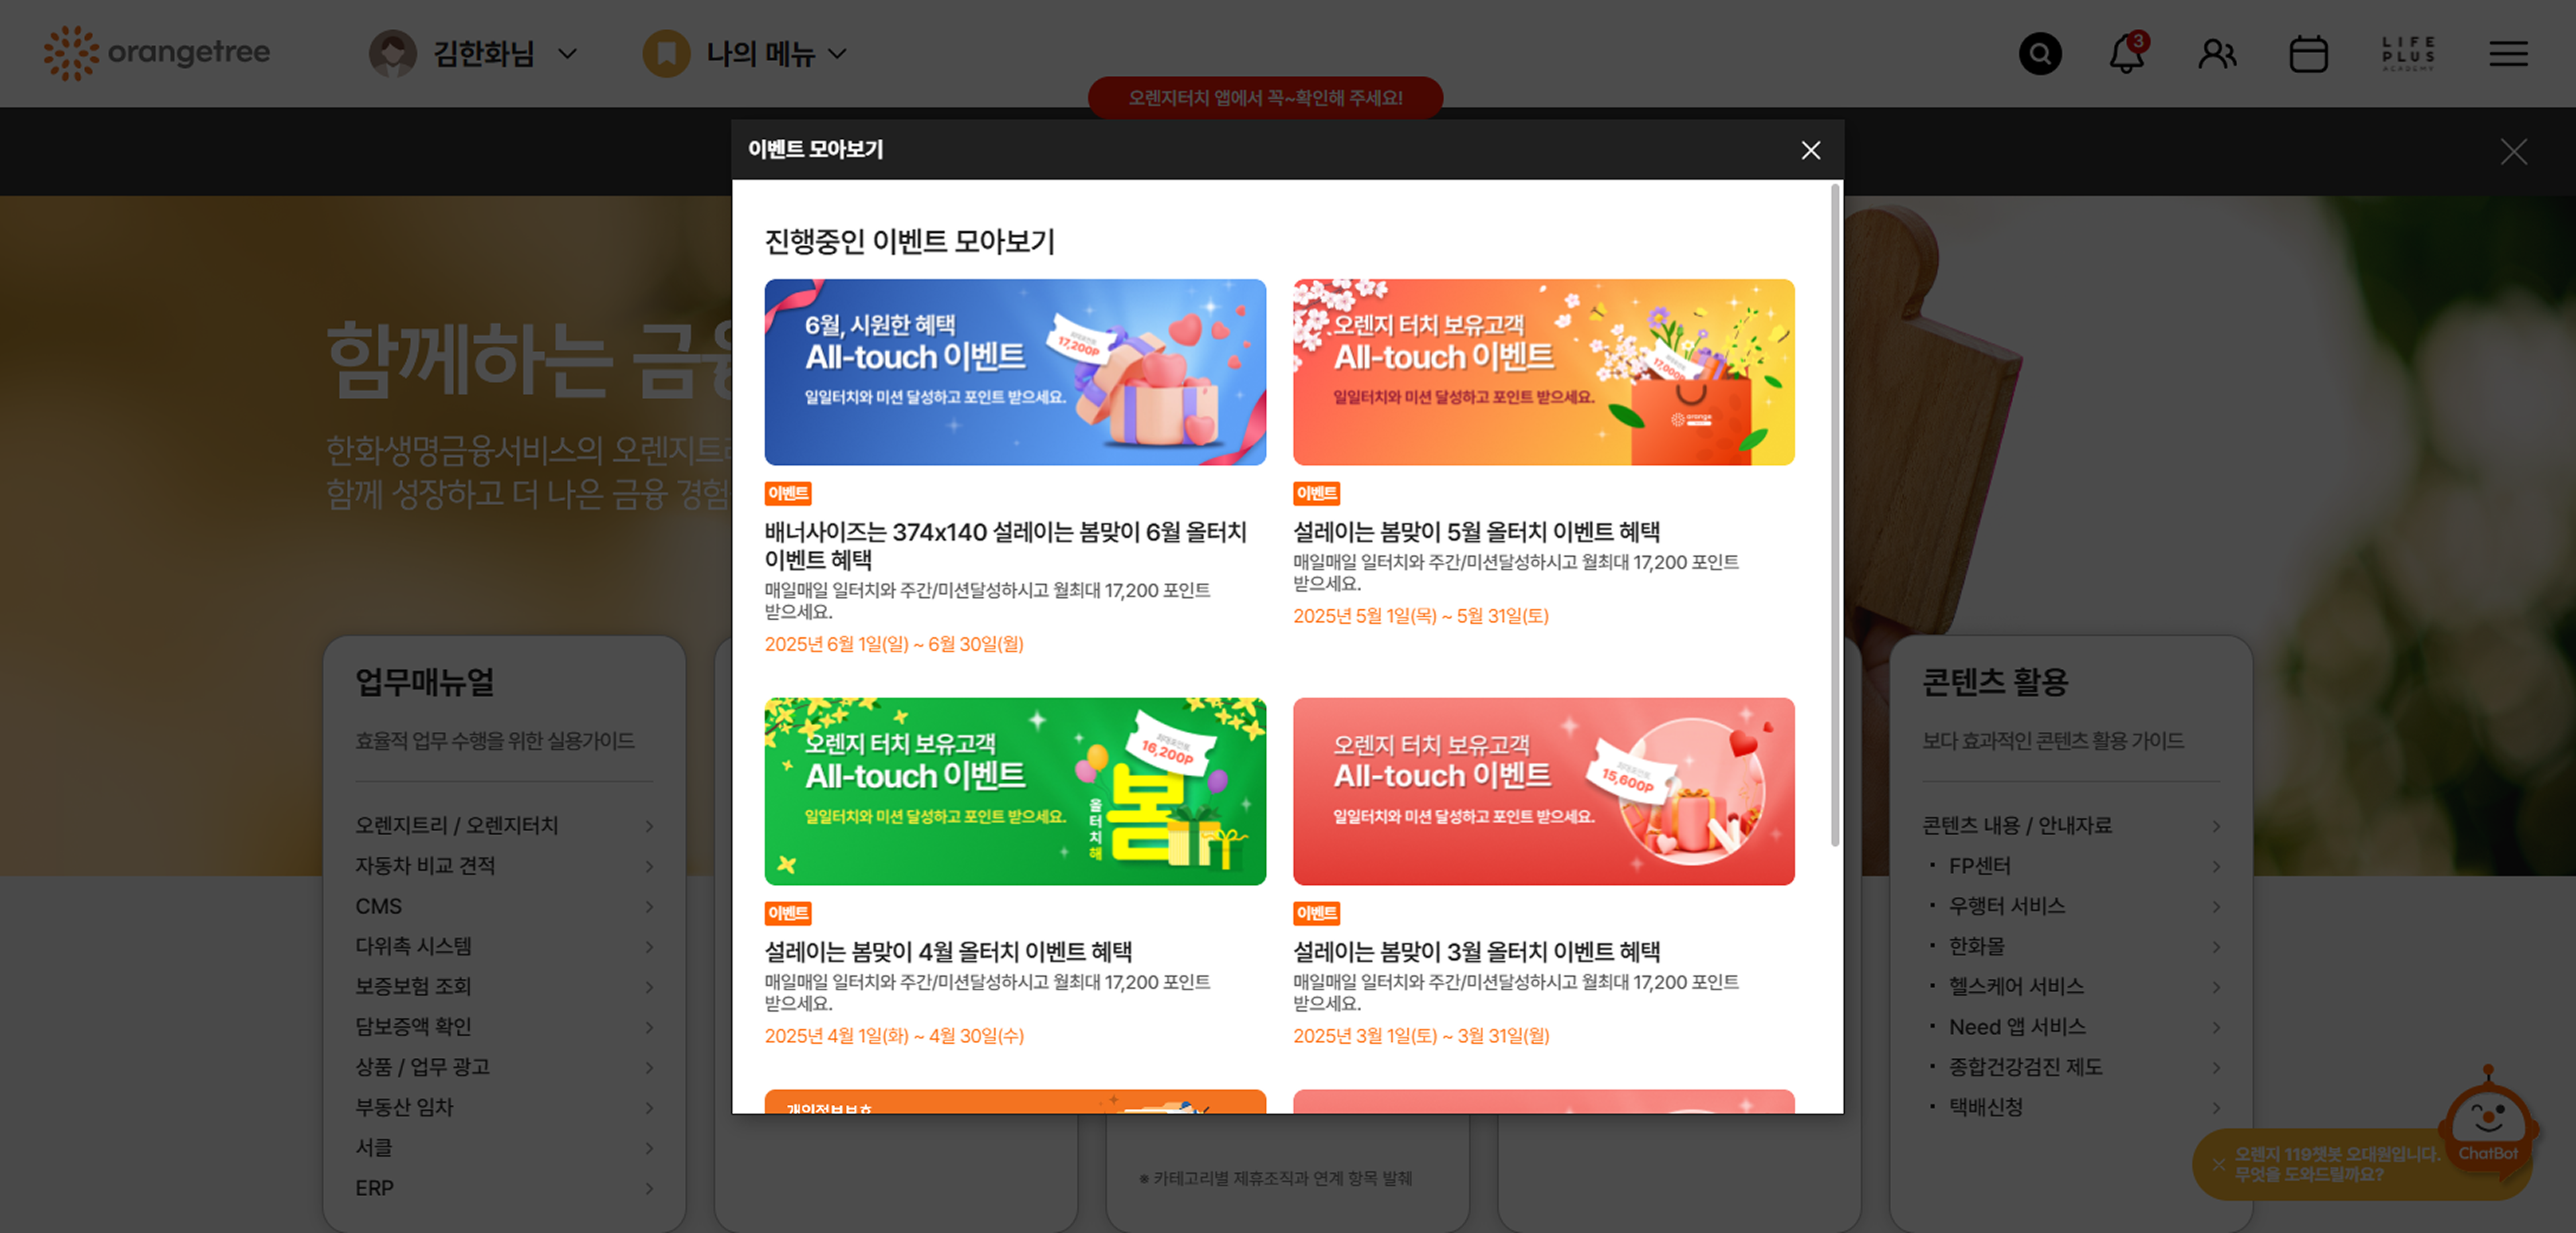 orangetree
김한화님
나의 메뉴
3
LIFE
PLUS
ACADEMY
오렌지터치 앱에서 꼭~확인해 주세요!
이벤트 모아보기
진행중인 이벤트 모아보기
6월, 시원한 혜택
All-touch 이벤트
일일터치와 미션 달성하고 포인트 받으세요.
17,200P
오렌지 터치 보유고객
All-touch 이벤트
일일터치와 미션 달성하고 포인트 받으세요.
17,000P
orange
이벤트
배너사이즈는 374x140 설레이는 봄맞이 6월 올터치
이벤트 혜택
매일매일 일터치와 주간/미션달성하시고 월최대 17,200 포인트
받으세요.
2025년 6월 1일(일) ~ 6월 30일(월)
이벤트
설레이는 봄맞이 5월 올터치 이벤트 혜택
매일매일 일터치와 주간/미션달성하시고 월최대 17,200 포인트
받으세요.
2025년 5월 1일(목) ~ 5월 31일(토)
오렌지 터치 보유고객
All-touch 이벤트
일일터치와 미션 달성하고 포인트 받으세요.
최대포인트
16,200P
봄
올터치해
오렌지 터치 보유고객
All-touch 이벤트
일일터치와 미션 달성하고 포인트 받으세요.
최대포인트
15,600P
이벤트
설레이는 봄맞이 4월 올터치 이벤트 혜택
매일매일 일터치와 주간/미션달성하시고 월최대 17,200 포인트
받으세요.
2025년 4월 1일(화) ~ 4월 30일(수)
이벤트
설레이는 봄맞이 3월 올터치 이벤트 혜택
매일매일 일터치와 주간/미션달성하시고 월최대 17,200 포인트
받으세요.
2025년 3월 1일(토) ~ 3월 31일(월)
개인정보보호
함께하는 금융
한화생명금융서비스의 오렌지트리
함께 성장하고 더 나은 금융 경험
업무매뉴얼
효율적 업무 수행을 위한 실용가이드
오렌지트리 / 오렌지터치
자동차 비교 견적
CMS
다위촉 시스템
보증보험 조회
담보증액 확인
상품 / 업무 광고
부동산 임차
서클
ERP
※ 카테고리별 제휴조직과 연계 항목 발췌
콘텐츠 활용
보다 효과적인 콘텐츠 활용 가이드
콘텐츠 내용 / 안내자료
· FP센터
· 우행터 서비스
· 한화몰
· 헬스케어 서비스
· Need 앱 서비스
· 종합건강검진 제도
· 택배신청
오렌지 119챗봇 오대원입니다.
무엇을 도와드릴까요?
ChatBot